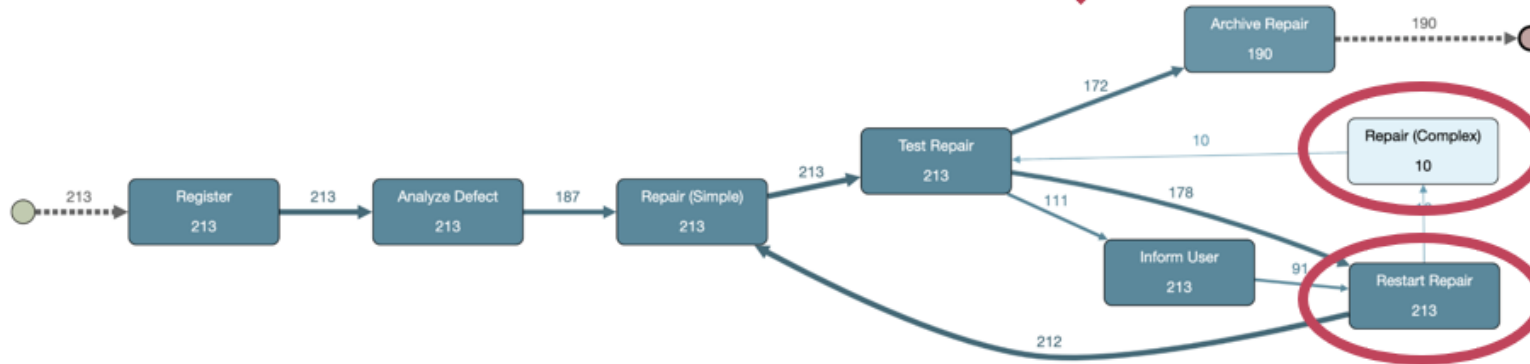 213
Register
213
213
Analyze Defect
213
187
Repair (Simple)
213
213
Test Repair
213
172
Archive Repair
190
190
10
Repair (Complex)
10
178
111
Inform User
213
91
Restart Repair
213
212